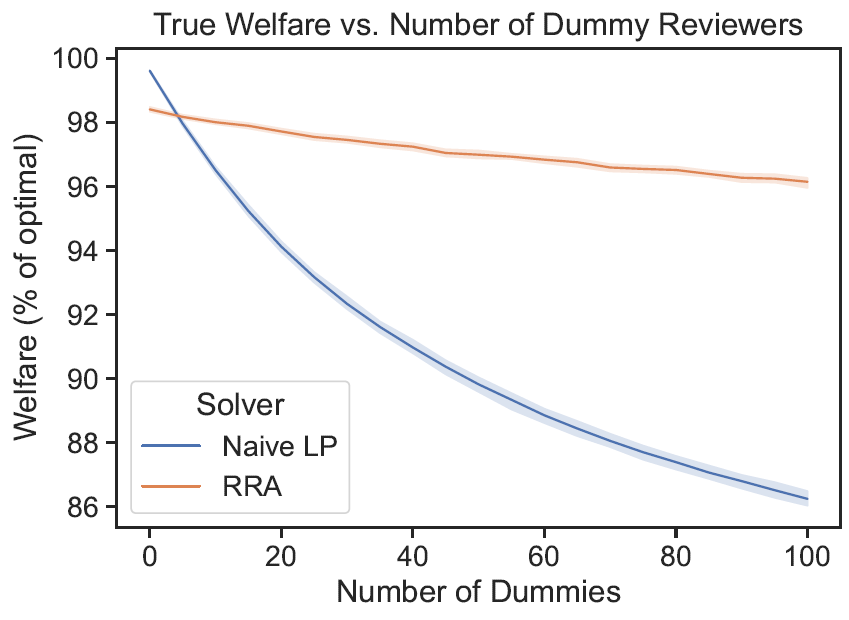 True Welfare vs. Number of Dummy Reviewers
Welfare (% of optimal)
100
98
96
94
92
90
88
86
Solver
Naive LP
RRA
0 20 40 60 80 100
Number of Dummies